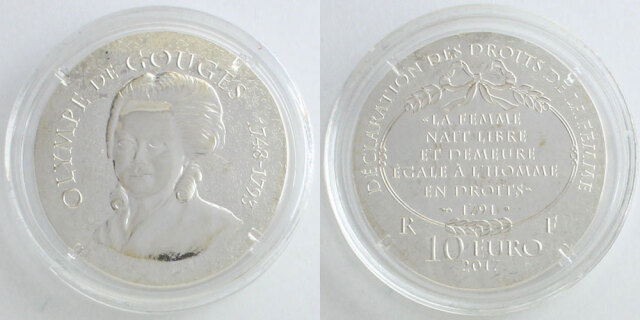 OLYMPE DE GOUGES 1748-1793
DÉCLARATION DES DROITS DE LA FEMME
«LA FEMME
NAIT LIBRE
ET DEMEURE
ÉGALE À L'HOMME
EN DROITS»
1791
R F
10 EURO
2017